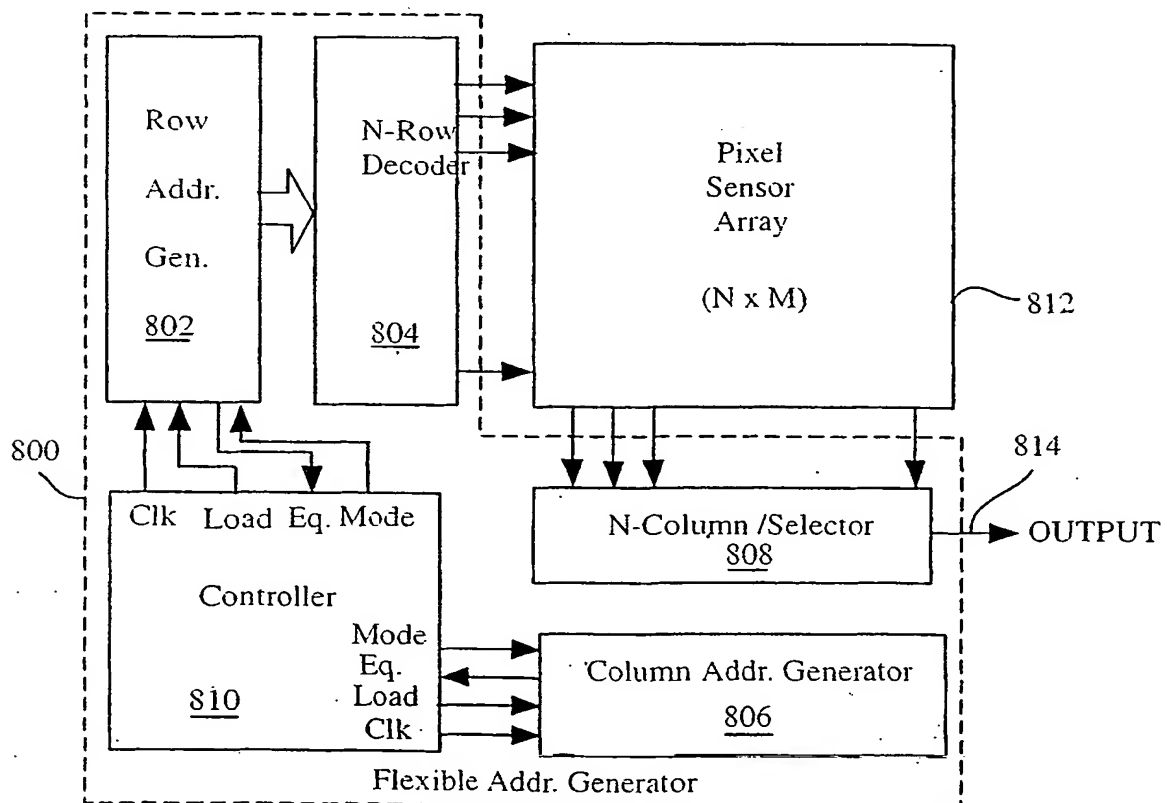 Row
Addr.
Gen.
802
N-Row
Decoder
804
Pixel
Sensor
Array
(N x M)
812
800
Clk Load Eq. Mode
Controller
810
Mode
Eq.
Load
Clk
N-Column /Selector
808
814
OUTPUT
Column Addr. Generator
806
Flexible Addr. Generator